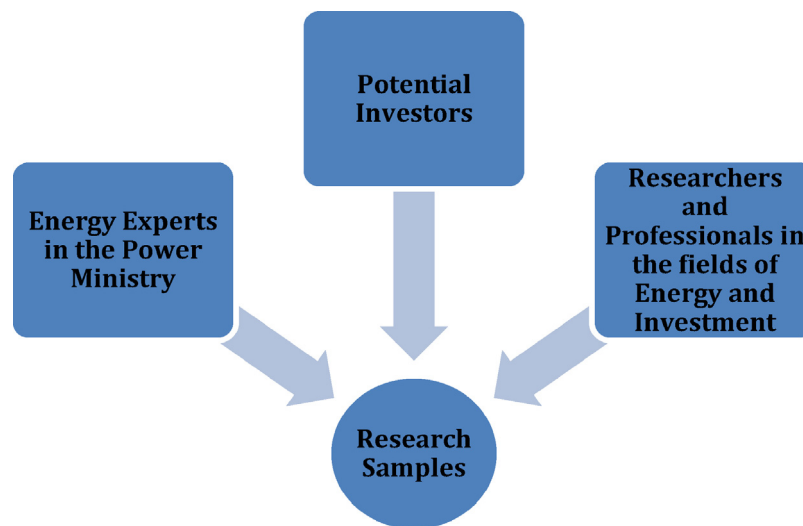 Potential
Investors
Energy Experts
in the Power
Ministry
Researchers
and
Professionals in
the fields of
Energy and
Investment
Research
Samples